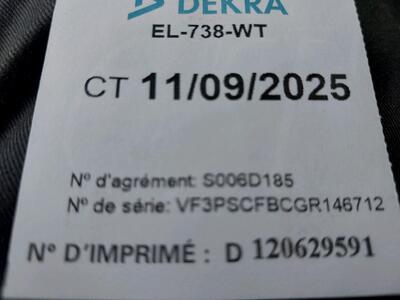 DEKRA
EL-738-WT
CT 11/09/2025
N° d'agrément: S006D185
N° de série: VF3PSCFBCGR146712
N° D'IMPRIMÉ: D 120629591